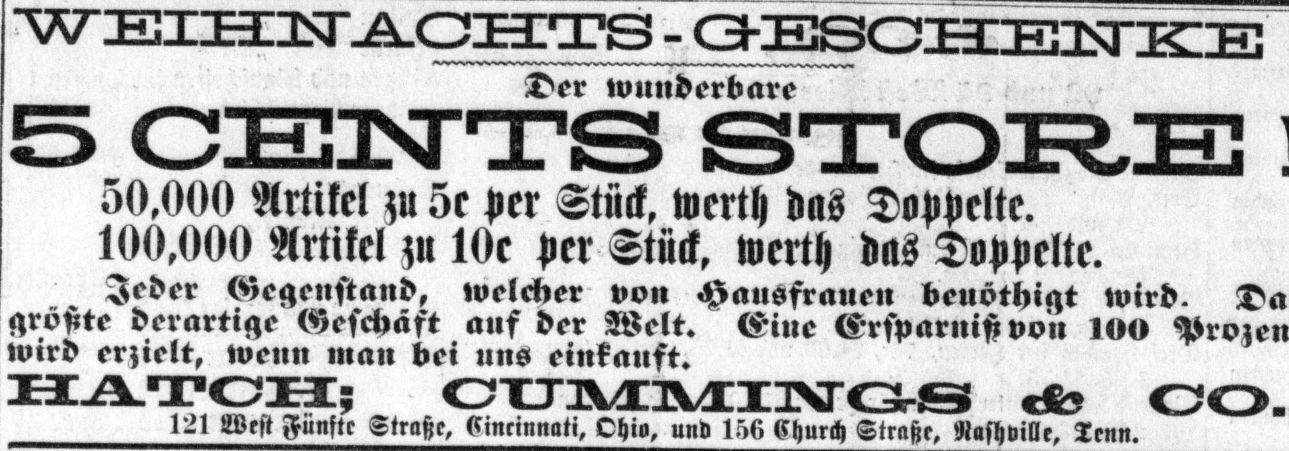 WEIHNACHTS-GESCHENKE
Der wunderbare
5 CENTS STORE!
50,000 Artikel zu 5c per Stück, werth das Doppelte.
100,000 Artikel zu 10c per Stück, werth das Doppelte.
Jeder Gegenstand, welcher von Hausfrauen benöthigt wird. Da
größte derartige Geschäft auf der Welt. Eine Ersparniß von 100 Prozen
wird erzielt, wenn man bei uns einkauft.
HATCH; CUMMINGS & CO.
121 West Fünfte Straße, Cincinnati, Ohio, und 156 Church Straße, Nashville, Tenn.